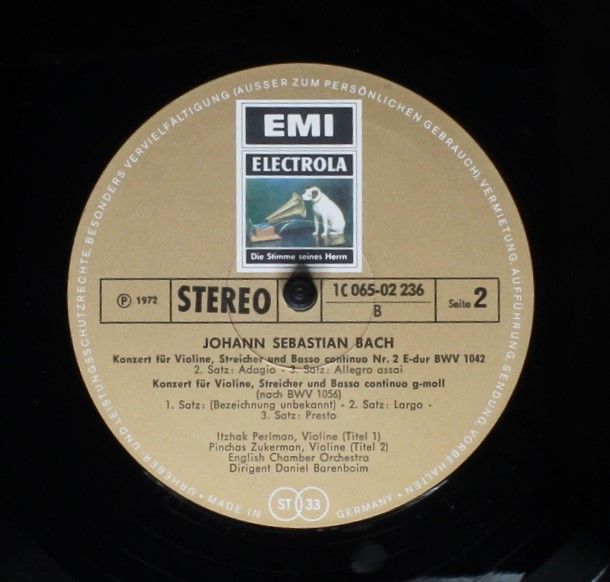 URHEBER- UND LEISTUNGSSCHUTZRECHTE, BESONDERS VERVIELFÄLTIGUNG (AUSSER ZUM PERSÖNLICHEN GEBRAUCH), VERMIETUNG, AUFFÜHRUNG, SENDUNG, VORBEHALTEN
EMI
ELECTROLA
Die Stimme seines Herrn
Ⓟ 1972
STEREO
1C 065-02 236
B
Seite 2
JOHANN SEBASTIAN BACH
Konzert für Violine, Streicher und Basso continuo Nr. 2 E-dur BWV 1042
2. Satz: Adagio - 3. Satz: Allegro assai
Konzert für Violine, Streicher und Basso continuo g-moll
(nach BWV 1056)
1. Satz: (Bezeichnung unbekannt) - 2. Satz: Largo -
3. Satz: Presto
Itzhak Perlman, Violine (Titel 1)
Pinchas Zukerman, Violine (Titel 2)
English Chamber Orchestra
Dirigent Daniel Barenboim
• MADE IN GERMANY •
ST 33